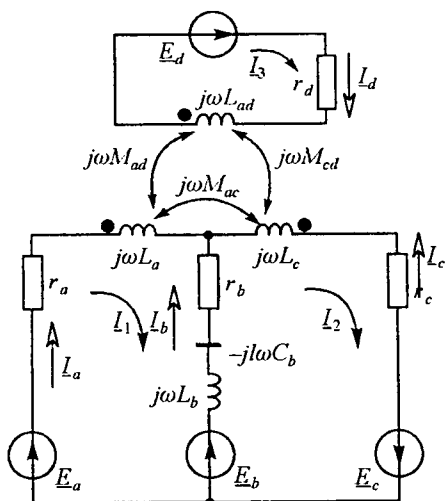 E_d
I_3
r_d
I_d
jωL_ad
jωM_ad
jωM_cd
jωM_ac
jωL_a
jωL_c
r_a
r_b
I_c
r_c
I_1
I_b
I_2
I_a
-jlωC_b
jωL_b
E_a
E_b
E_c